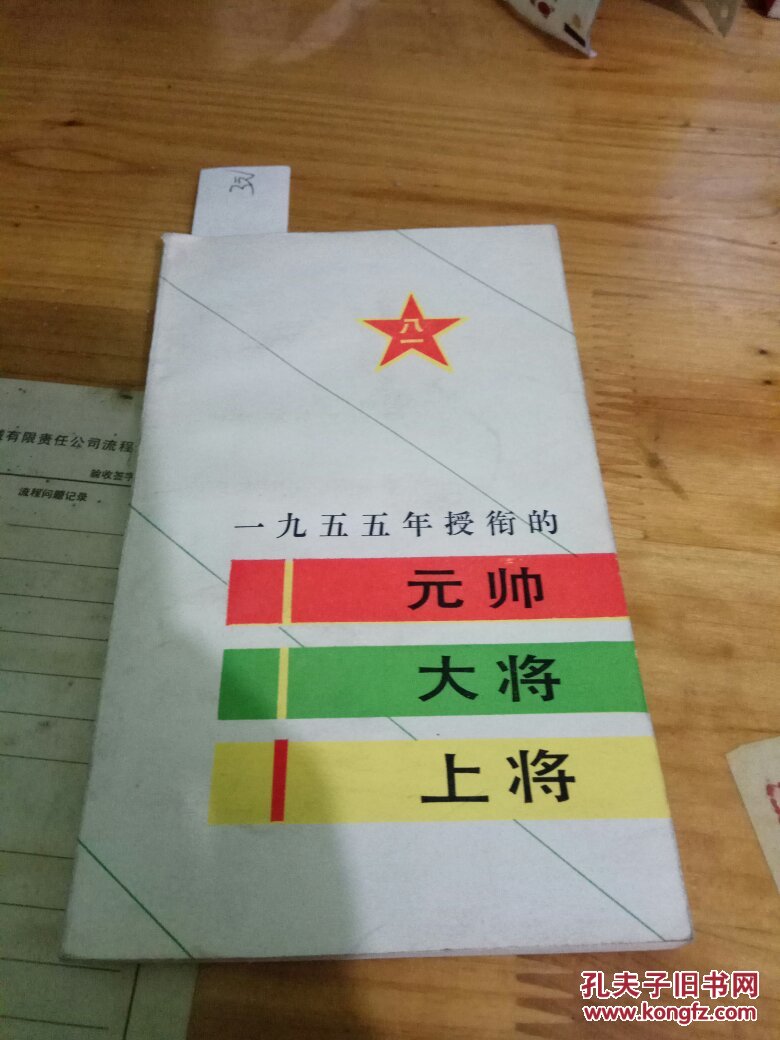 八一
一九五五年授衔的
元帅
大将
上将
有限责任公司流程
验收签字
流程问题记录
孔夫子旧书网
www.kongfz.com